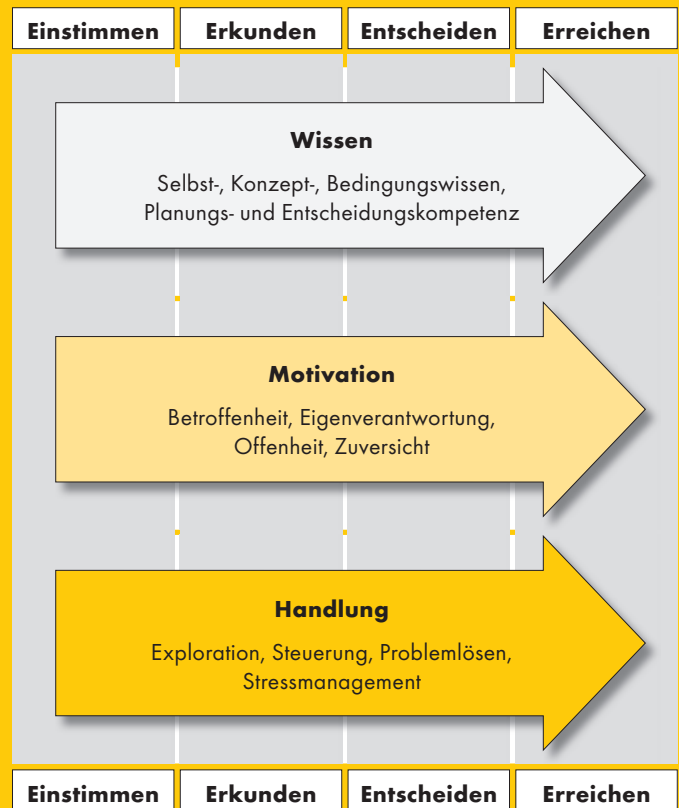 Einstimmen Erkunden Entscheiden Erreichen
Wissen
Selbst-, Konzept-, Bedingungswissen,
Planungs- und Entscheidungskompetenz
Motivation
Betroffenheit, Eigenverantwortung,
Offenheit, Zuversicht
Handlung
Exploration, Steuerung, Problemlösen,
Stressmanagement
Einstimmen Erkunden Entscheiden Erreichen